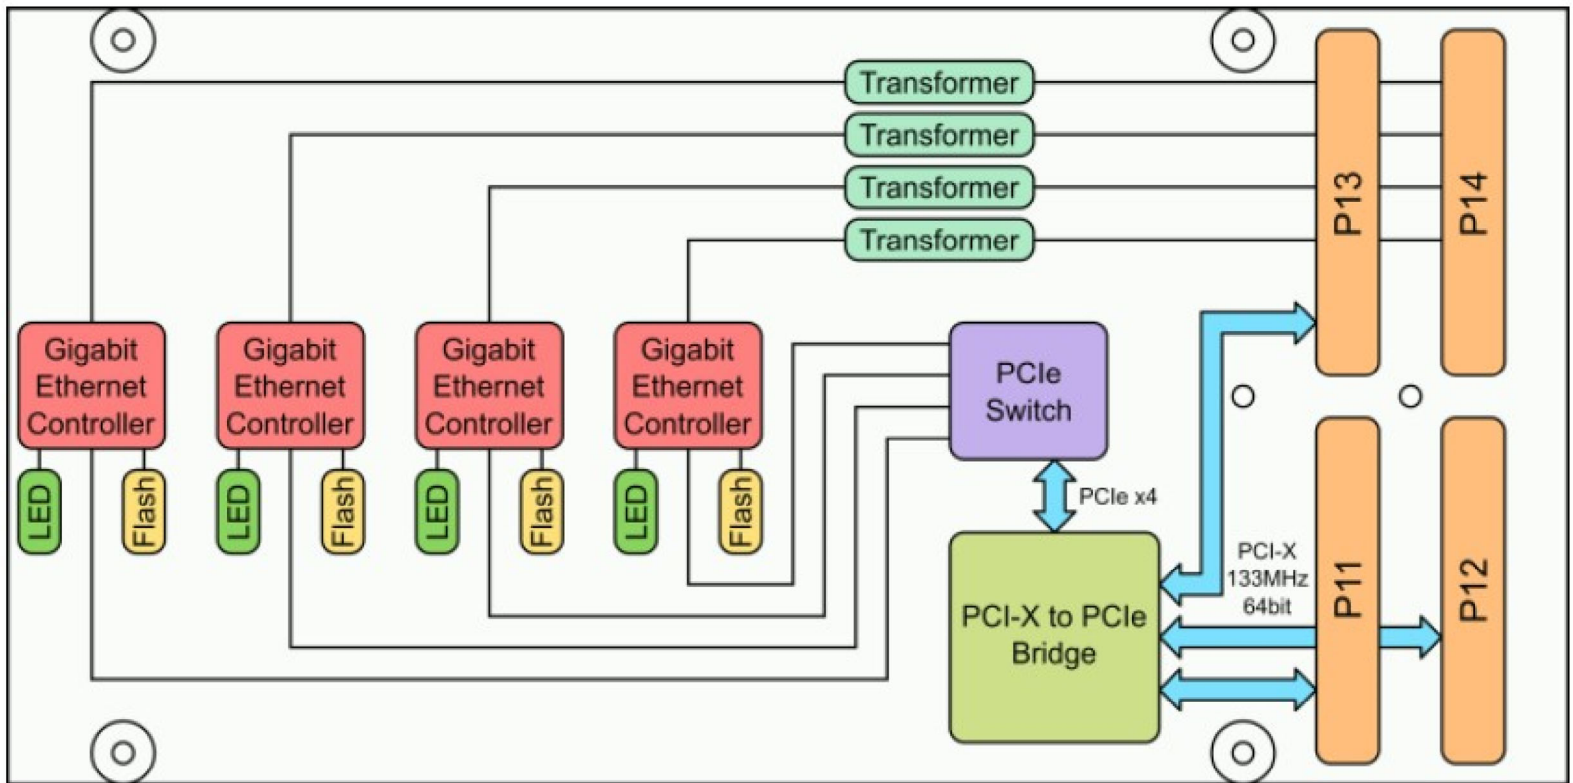 Transformer
Transformer
Transformer
Transformer
P13
P14
Gigabit
Ethernet
Controller
Gigabit
Ethernet
Controller
Gigabit
Ethernet
Controller
Gigabit
Ethernet
Controller
PCIe
Switch
LED
Flash
LED
Flash
LED
Flash
LED
Flash
PCIe x4
PCI-X
133MHz
64bit
PCI-X to PCIe
Bridge
P11
P12